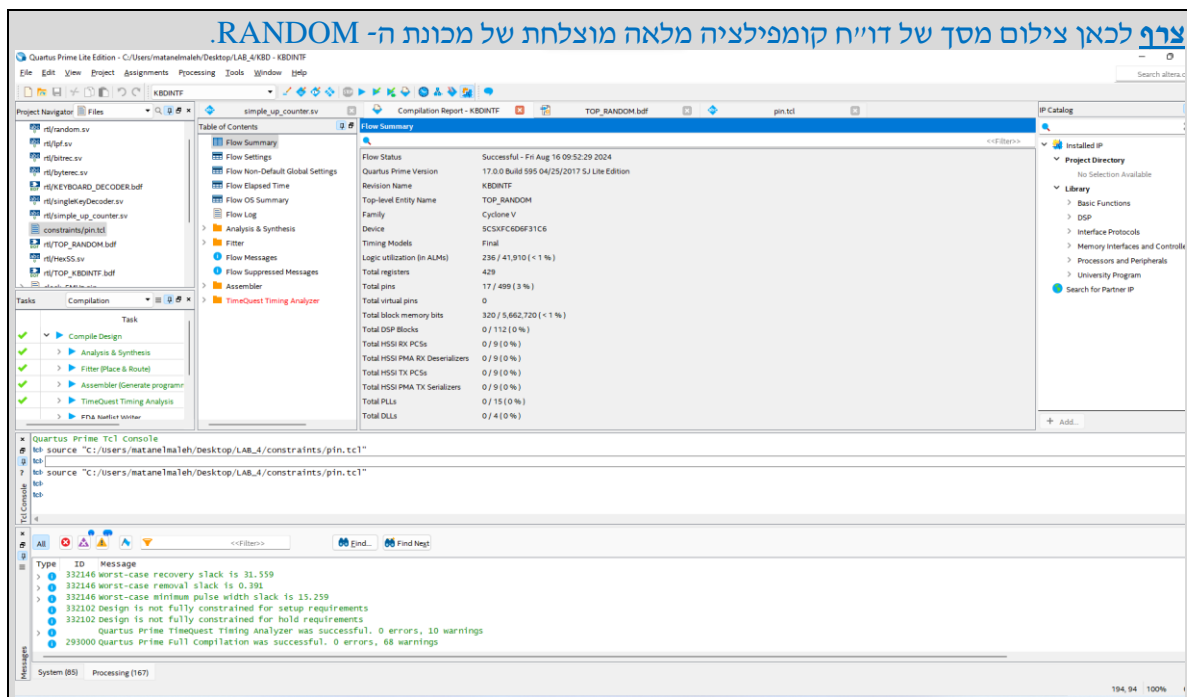 צרף לכאן צילום מסך של דו״ח קומפילציה מלאה מוצלחת של מכונת ה- RANDOM.
Quartus Prime Lite Edition - C:/Users/matanelmaleh/Desktop/LAB_4/KBD - KBDINTF
File Edit View Project Assignments Processing Tools Window Help
Search altera.c
KBDINTF
Project Navigator Files
simple_up_counter.sv
Compilation Report - KBDINTF
TOP_RANDOM.bdf
pin.tcl
IP Catalog
rtl/random.sv
rtl/lpf.sv
rtl/bitrec.sv
rtl/byterec.sv
rtl/KEYBOARD_DECODER.bdf
rtl/singleKeyDecoder.sv
rtl/simple_up_counter.sv
constraints/pin.tcl
rtl/TOP_RANDOM.bdf
rtl/HexSS.sv
rtl/TOP_KBDINTF.bdf
Tasks Compilation
Task
Compile Design
Analysis & Synthesis
Fitter (Place & Route)
Assembler (Generate programr
TimeQuest Timing Analysis
EDA Netlist Writer
Table of Contents
Flow Summary
Flow Settings
Flow Non-Default Global Settings
Flow Elapsed Time
Flow OS Summary
Flow Log
Analysis & Synthesis
Fitter
Flow Messages
Flow Suppressed Messages
Assembler
TimeQuest Timing Analyzer
Flow Summary
<<Filter>>
Flow Status Successful - Fri Aug 16 09:52:29 2024
Quartus Prime Version 17.0.0 Build 595 04/25/2017 SJ Lite Edition
Revision Name KBDINTF
Top-level Entity Name TOP_RANDOM
Family Cyclone V
Device 5CSXFC6D6F31C6
Timing Models Final
Logic utilization (in ALMs) 236 / 41,910 ( < 1 % )
Total registers 429
Total pins 17 / 499 ( 3 % )
Total virtual pins 0
Total block memory bits 320 / 5,662,720 ( < 1 % )
Total DSP Blocks 0 / 112 ( 0 % )
Total HSSI RX PCSs 0 / 9 ( 0 % )
Total HSSI PMA RX Deserializers 0 / 9 ( 0 % )
Total HSSI TX PCSs 0 / 9 ( 0 % )
Total HSSI PMA TX Serializers 0 / 9 ( 0 % )
Total PLLs 0 / 15 ( 0 % )
Total DLLs 0 / 4 ( 0 % )
Installed IP
Project Directory
No Selection Available
Library
Basic Functions
DSP
Interface Protocols
Memory Interfaces and Controlle
Processors and Peripherals
University Program
Search for Partner IP
+ Add...
Quartus Prime Tcl Console
tcl> source "C:/Users/matanelmaleh/Desktop/LAB_4/constraints/pin.tcl"
tcl>
tcl> source "C:/Users/matanelmaleh/Desktop/LAB_4/constraints/pin.tcl"
tcl>
tcl>
Tcl Console
All
<<Filter>>
Find...
Find Next
Type ID Message
332146 Worst-case recovery slack is 31.559
332146 Worst-case removal slack is 0.391
332146 Worst-case minimum pulse width slack is 15.259
332102 Design is not fully constrained for setup requirements
332102 Design is not fully constrained for hold requirements
Quartus Prime TimeQuest Timing Analyzer was successful. 0 errors, 10 warnings
293000 Quartus Prime Full Compilation was successful. 0 errors, 68 warnings
Messages
System (85) Processing (167)
194, 94 100%